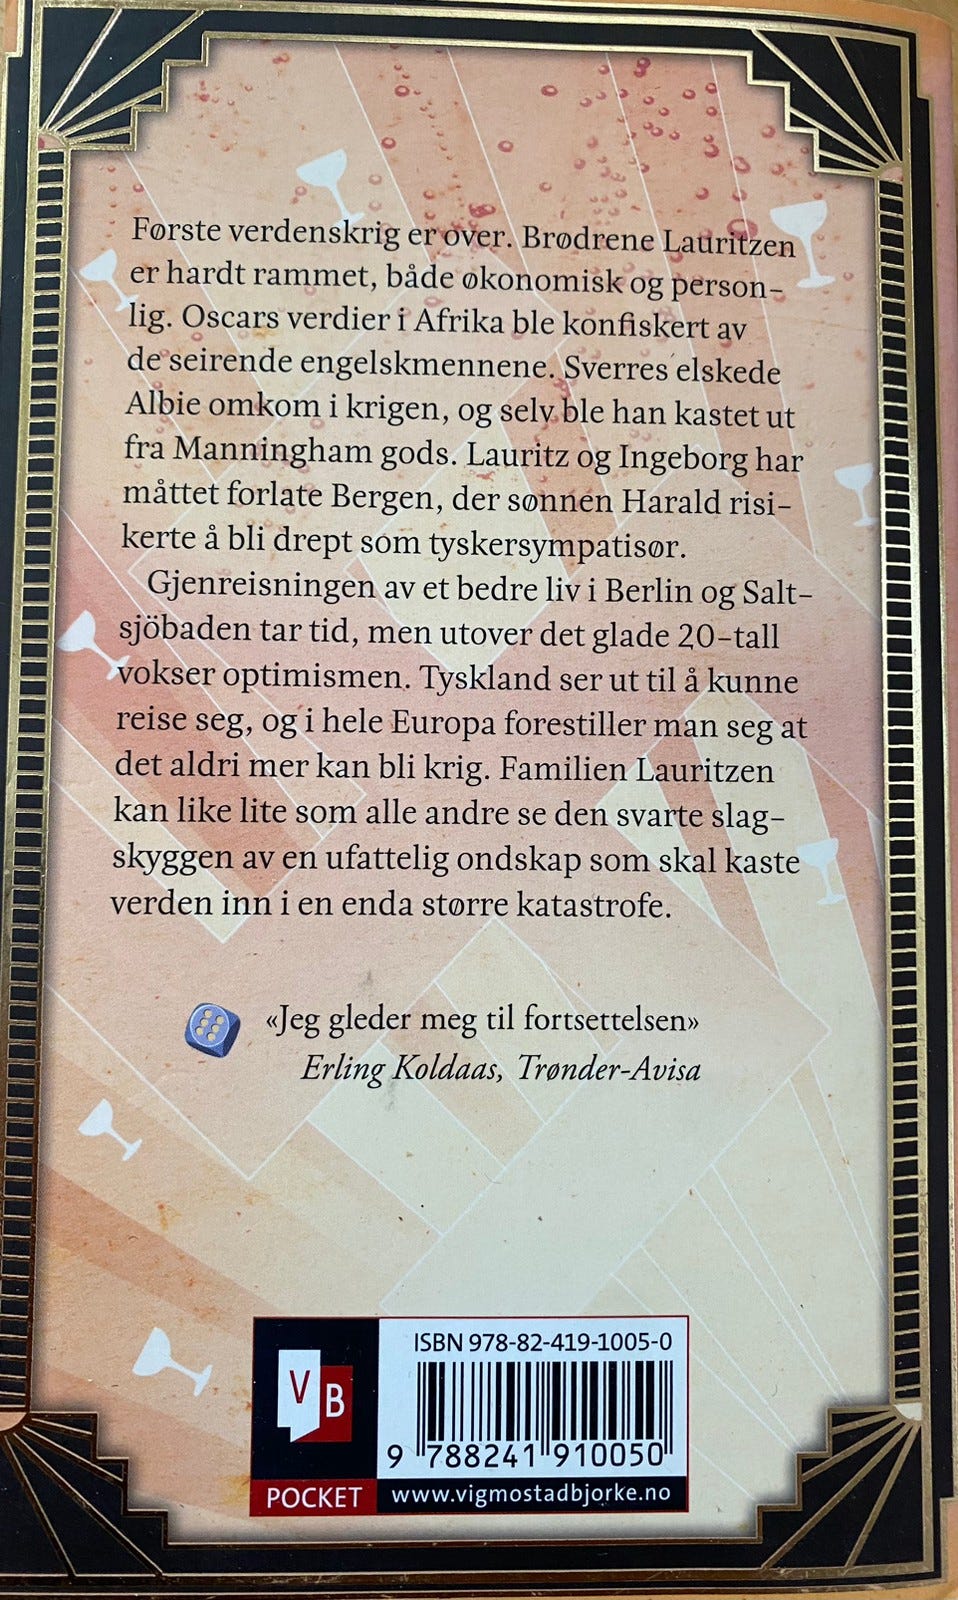 Første verdenskrig er over. Brødrene Lauritzen
er hardt rammet, både økonomisk og person-
lig. Oscars verdier i Afrika ble konfiskert av
de seirende engelskmennene. Sverres elskede
Albie omkom i krigen, og selv ble han kastet ut
fra Manningham gods. Lauritz og Ingeborg har
måttet forlate Bergen, der sønnen Harald risi-
kerte å bli drept som tyskersympatisør.
Gjenreisningen av et bedre liv i Berlin og Salt-
sjöbaden tar tid, men utover det glade 20-tall
vokser optimismen. Tyskland ser ut til å kunne
reise seg, og i hele Europa forestiller man seg at
det aldri mer kan bli krig. Familien Lauritzen
kan like lite som alle andre se den svarte slag-
skyggen av en ufattelig ondskap som skal kaste
verden inn i en enda større katastrofe.
«Jeg gleder meg til fortsettelsen»
Erling Koldaas, Trønder-Avisa
ISBN 978-82-419-1005-0
VB
9 788241 910050
POCKET www.vigmostadbjorke.no